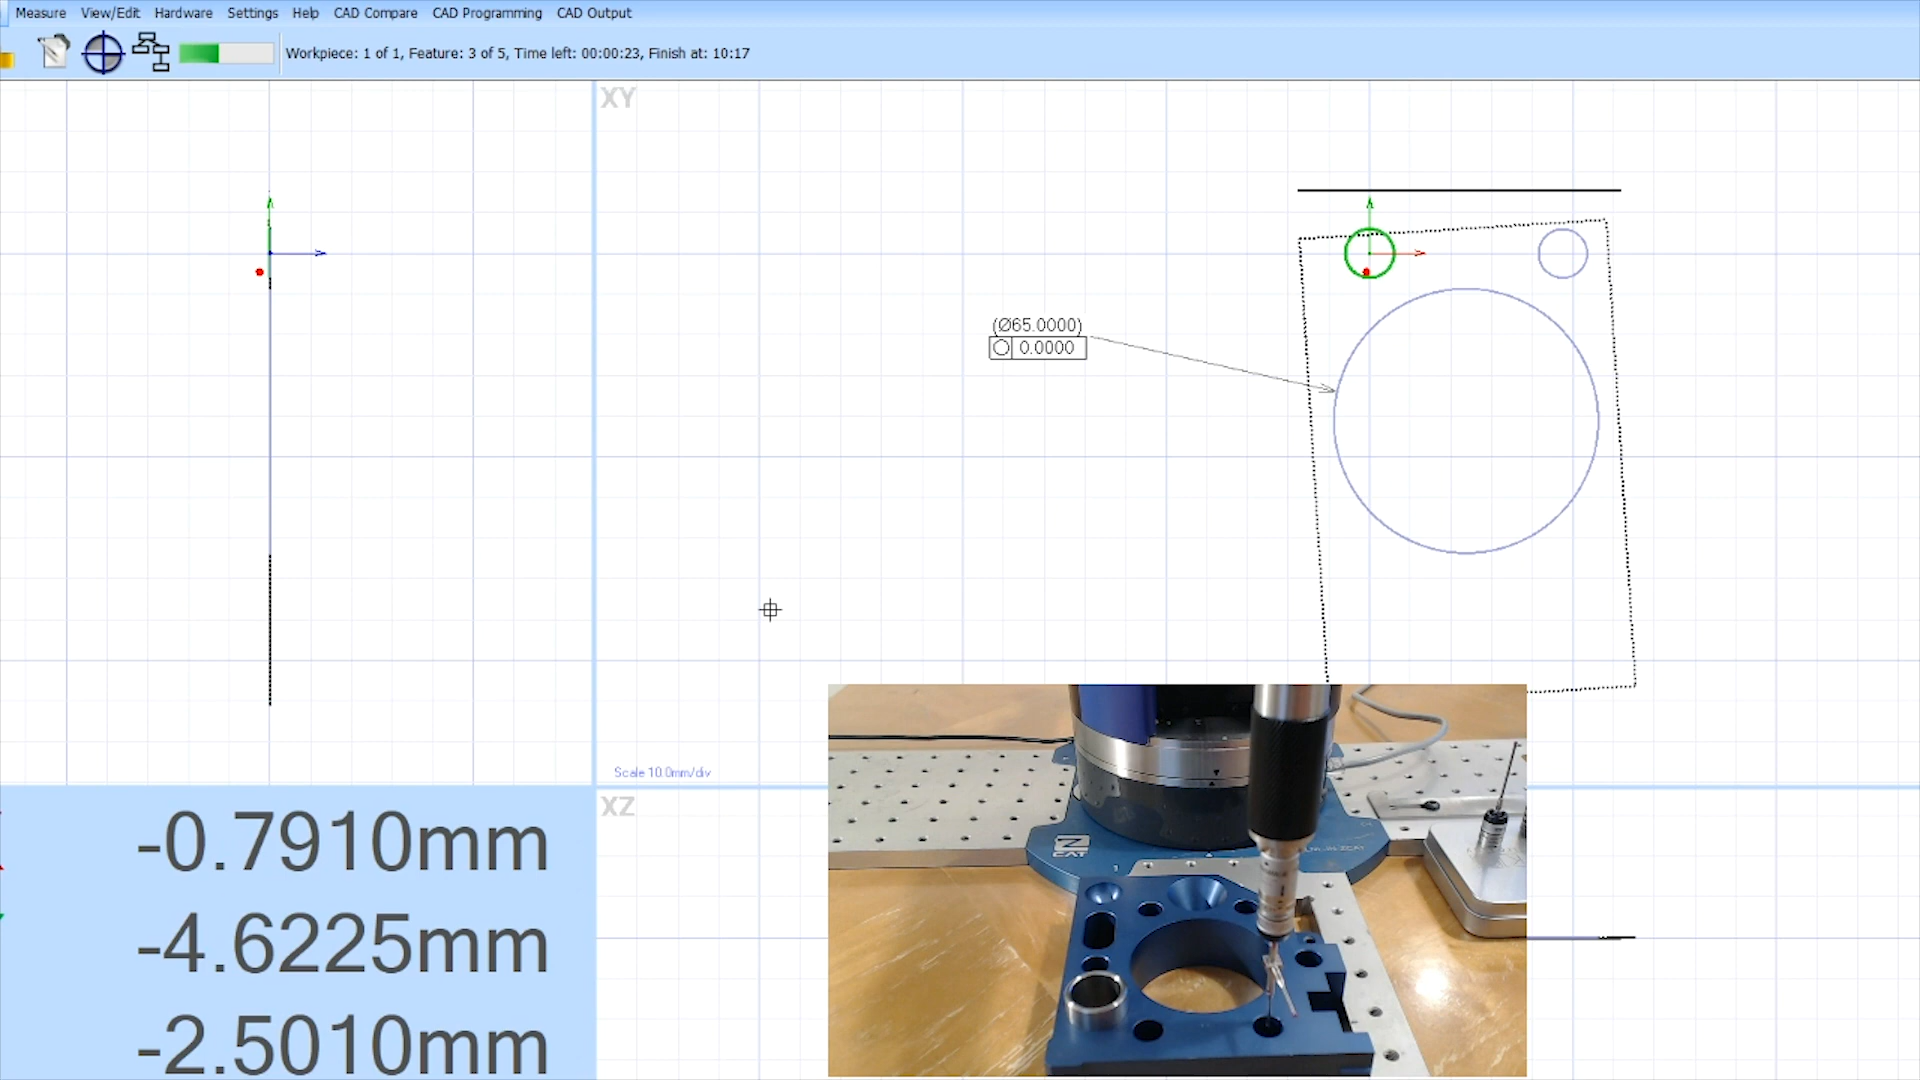 Measure View/Edit Hardware Settings Help CAD Compare CAD Programming CAD Output
Workpiece: 1 of 1, Feature: 3 of 5, Time left: 00:00:23, Finish at: 10:17
XY
(Ø65.0000)
0.0000
Scale 10.0mm/div
XZ
-0.7910mm
-4.6225mm
-2.5010mm
CAT